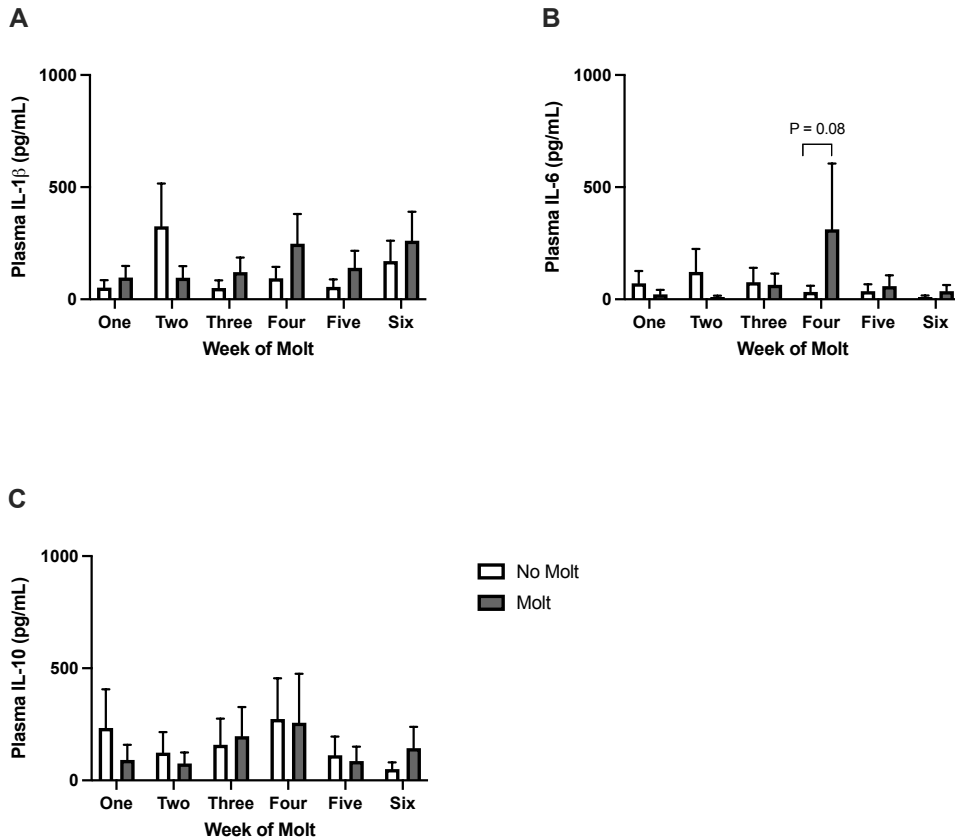 A
Plasma IL-1β (pg/mL)
1000
500
0
One Two Three Four Five Six
Week of Molt
B
Plasma IL-6 (pg/mL)
1000
500
0
P = 0.08
One Two Three Four Five Six
Week of Molt
C
Plasma IL-10 (pg/mL)
1000
500
0
One Two Three Four Five Six
Week of Molt
No Molt
Molt